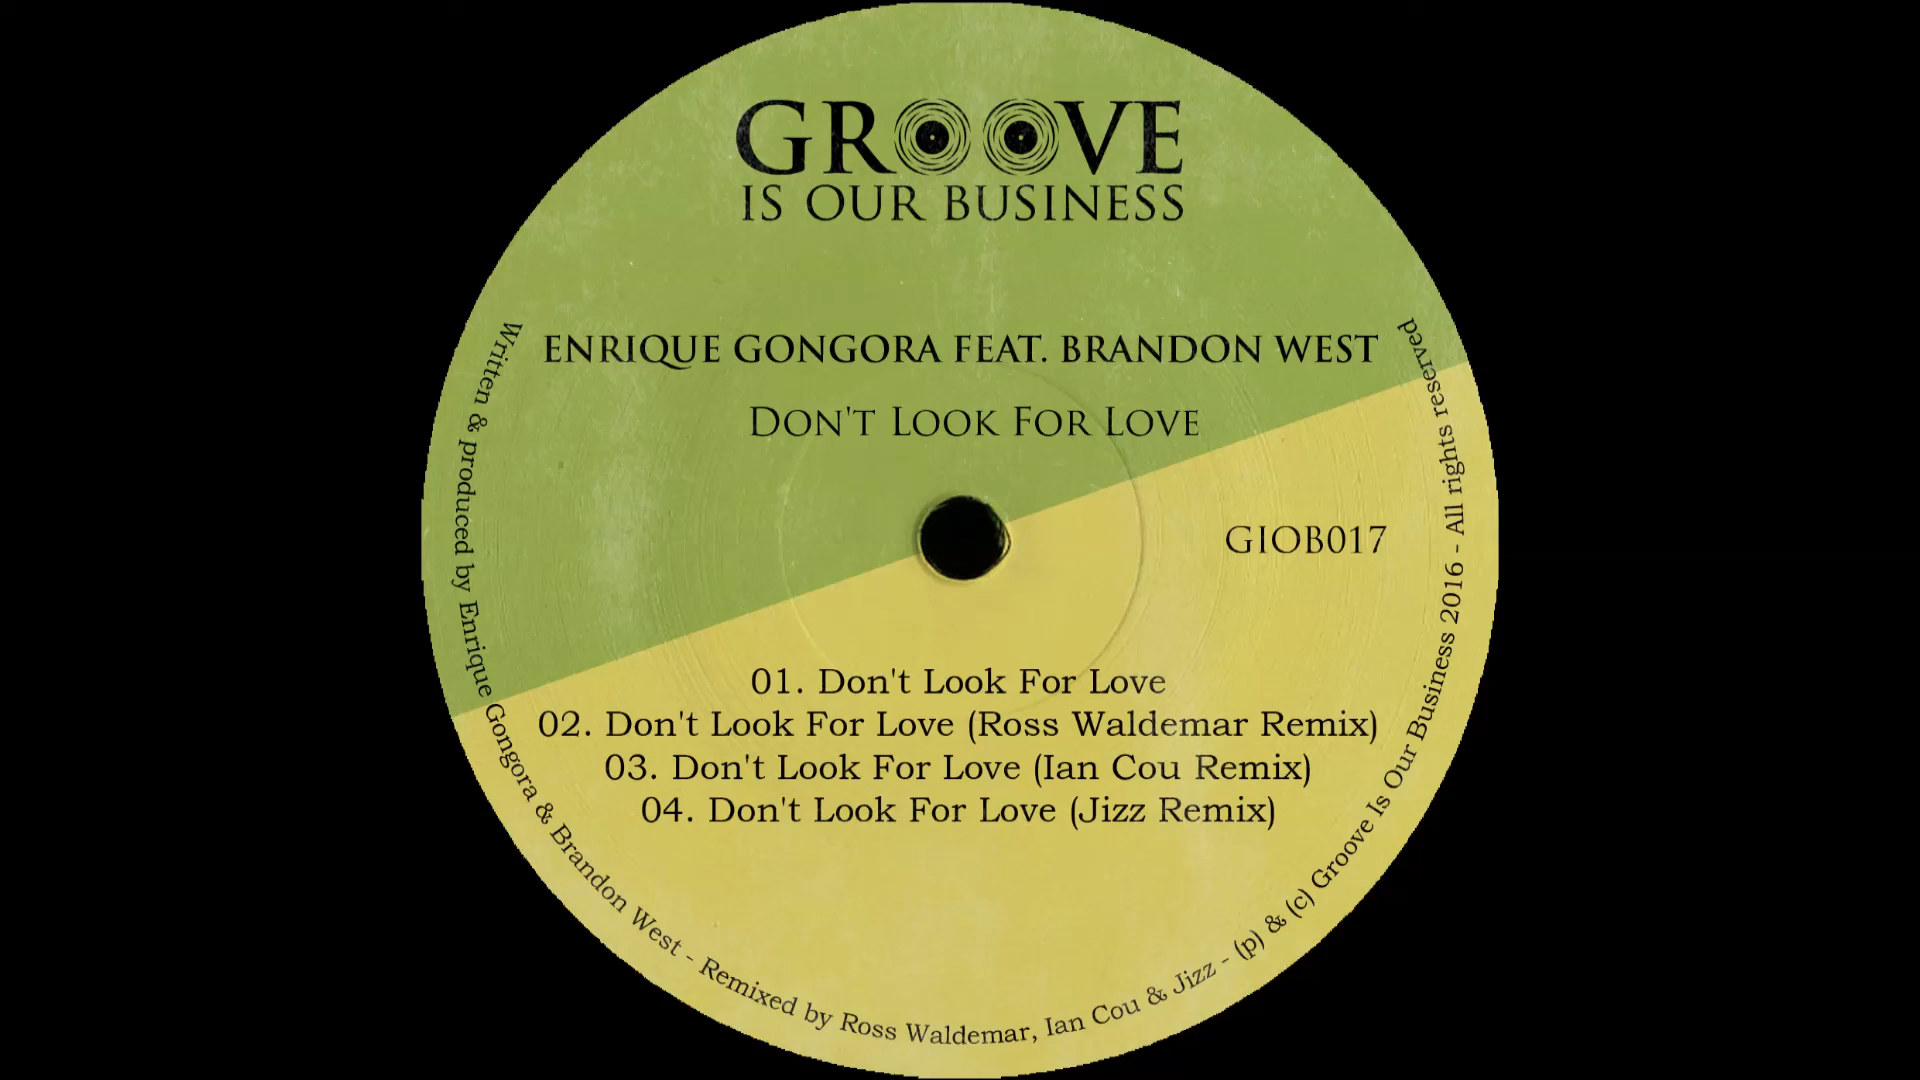 GROOVE
IS OUR BUSINESS
ENRIQUE GONGORA FEAT. BRANDON WEST
DON'T LOOK FOR LOVE
GIOB017
01. Don't Look For Love
02. Don't Look For Love (Ross Waldemar Remix)
03. Don't Look For Love (Ian Cou Remix)
04. Don't Look For Love (Jizz Remix)
Written & produced by Enrique Gongora & Brandon West - Remixed by Ross Waldemar, Ian Cou & Jizz - (p) & (c) Groove Is Our Business 2016 - All rights reserved